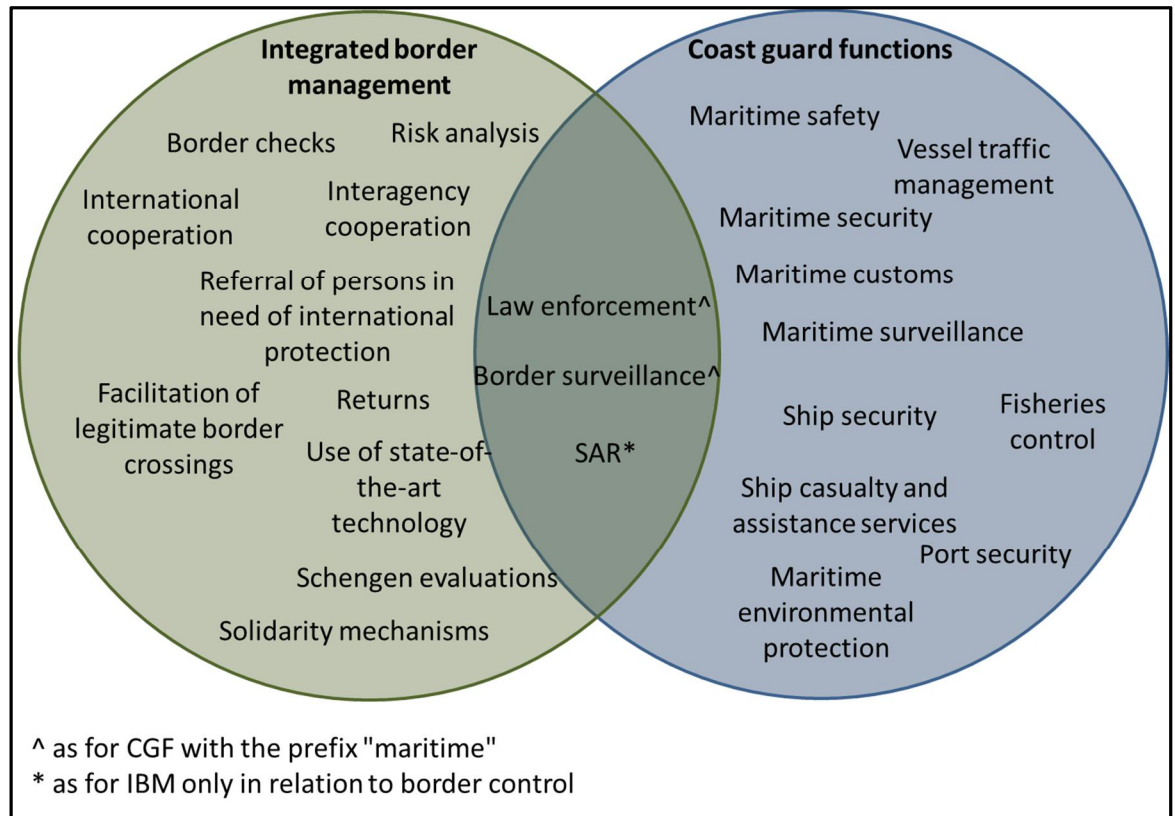 Integrated border
management
Border checks
Risk analysis
International
cooperation
Interagency
cooperation
Referral of persons in
need of international
protection
Facilitation of
legitimate border
crossings
Returns
Use of state-of-
the-art
technology
Schengen evaluations
Solidarity mechanisms
Law enforcement^
Border surveillance^
SAR*
Coast guard functions
Maritime safety
Vessel traffic
management
Maritime security
Maritime customs
Maritime surveillance
Ship security
Fisheries
control
Ship casualty and
assistance services
Port security
Maritime
environmental
protection
^ as for CGF with the prefix "maritime"
* as for IBM only in relation to border control